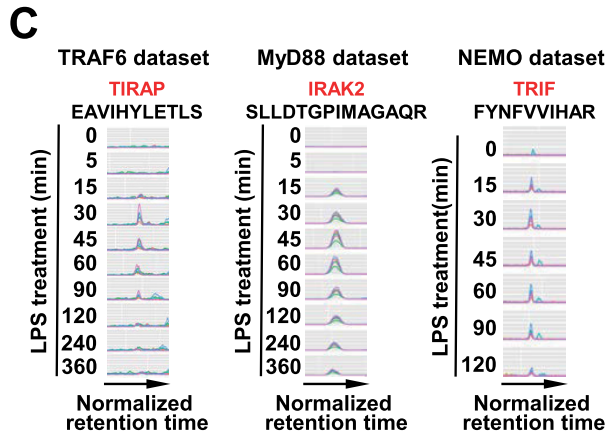 C
TRAF6 dataset
TIRAP
EAVIHYLETLS
LPS treatment (min)
0
5
15
30
45
60
90
120
240
360
Normalized
retention time
MyD88 dataset
IRAK2
SLLDTGPIMAGAQR
LPS treatment (min)
0
5
15
30
45
60
90
120
240
360
Normalized
retention time
NEMO dataset
TRIF
FYNFVVIHAR
LPS treatment(min)
0
15
30
45
60
90
120
Normalized
retention time